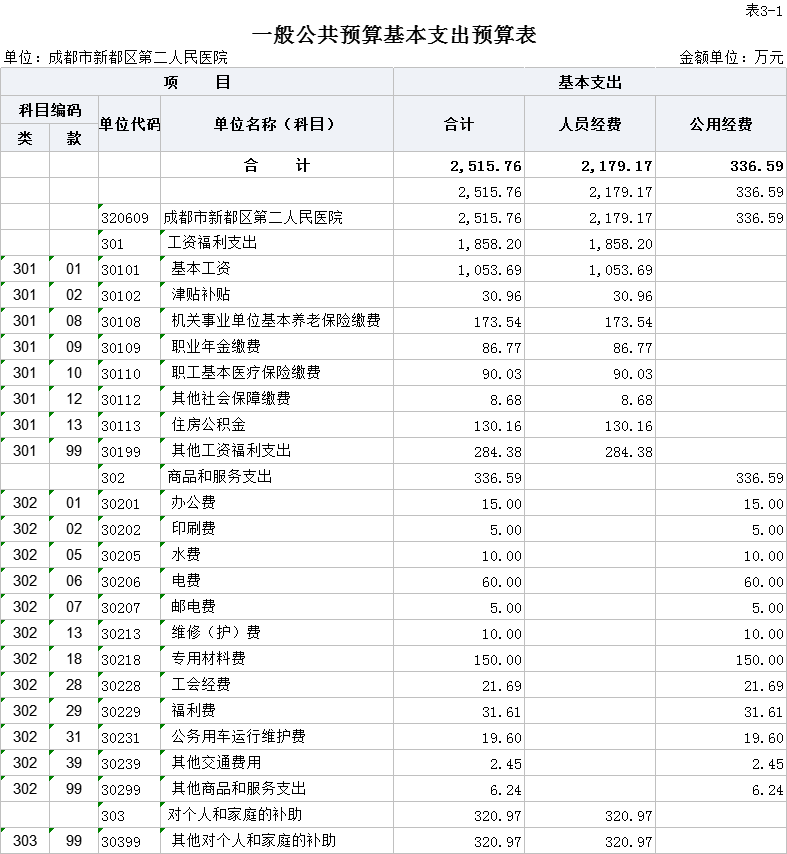 表3-1
一般公共预算基本支出预算表
单位：成都市新都区第二人民医院 金额单位：万元
项 目 基本支出
科目编码 单位代码 单位名称（科目） 合计 人员经费 公用经费
类 款
合 计 2,515.76 2,179.17 336.59
2,515.76 2,179.17 336.59
320609 成都市新都区第二人民医院 2,515.76 2,179.17 336.59
301 工资福利支出 1,858.20 1,858.20
301 01 30101 基本工资 1,053.69 1,053.69
301 02 30102 津贴补贴 30.96 30.96
301 08 30108 机关事业单位基本养老保险缴费 173.54 173.54
301 09 30109 职业年金缴费 86.77 86.77
301 10 30110 职工基本医疗保险缴费 90.03 90.03
301 12 30112 其他社会保障缴费 8.68 8.68
301 13 30113 住房公积金 130.16 130.16
301 99 30199 其他工资福利支出 284.38 284.38
302 商品和服务支出 336.59 336.59
302 01 30201 办公费 15.00 15.00
302 02 30202 印刷费 5.00 5.00
302 05 30205 水费 10.00 10.00
302 06 30206 电费 60.00 60.00
302 07 30207 邮电费 5.00 5.00
302 13 30213 维修（护）费 10.00 10.00
302 18 30218 专用材料费 150.00 150.00
302 28 30228 工会经费 21.69 21.69
302 29 30229 福利费 31.61 31.61
302 31 30231 公务用车运行维护费 19.60 19.60
302 39 30239 其他交通费用 2.45 2.45
302 99 30299 其他商品和服务支出 6.24 6.24
303 对个人和家庭的补助 320.97 320.97
303 99 30399 其他对个人和家庭的补助 320.97 320.97